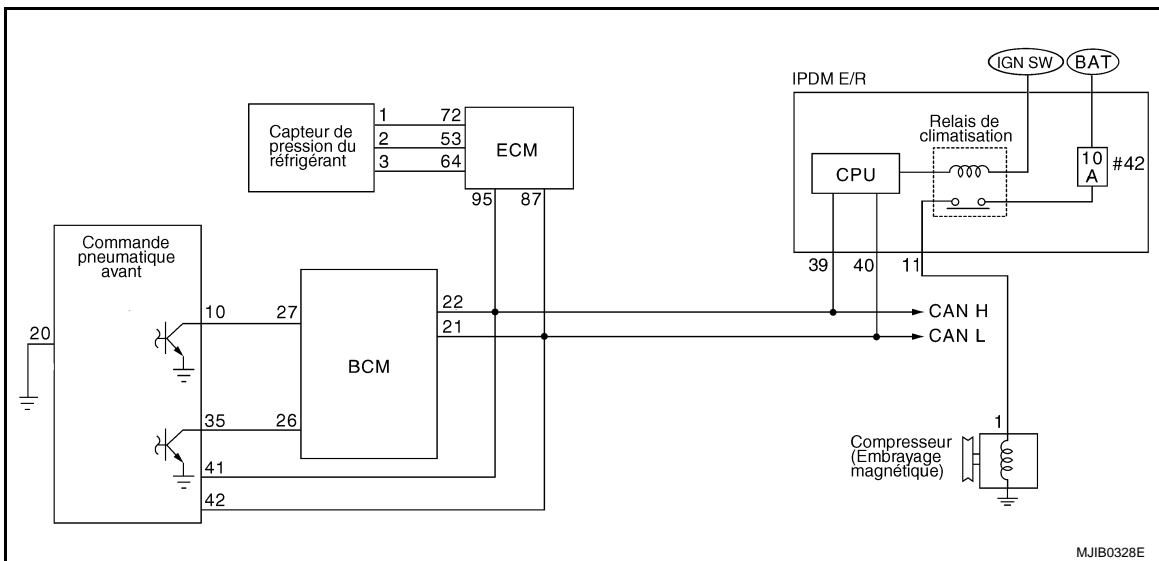 IGN SW
BAT
IPDM E/R
Relais de
climatisation
10
A
#42
CPU
39
40
11
Capteur de
pression du
réfrigérant
1
2
3
72
53
64
ECM
95
87
Commande
pneumatique
avant
20
10
27
35
26
41
42
BCM
22
21
CAN H
CAN L
1
Compresseur
(Embrayage
magnétique)
MJIB0328E